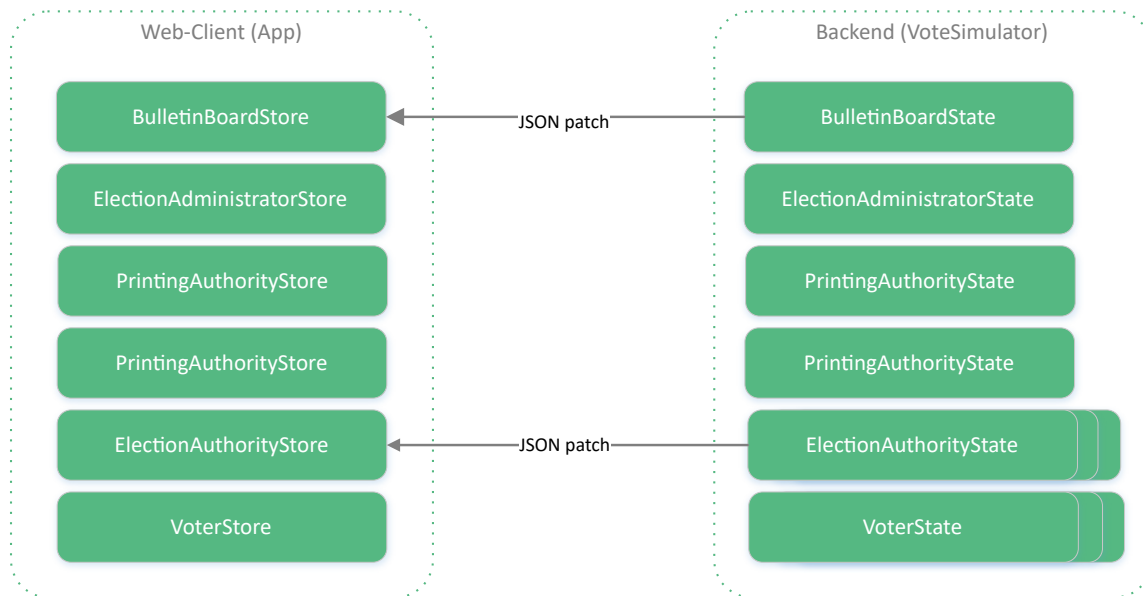 Web-Client (App)
Backend (VoteSimulator)
BulletinBoardStore
JSON patch
BulletinBoardState
ElectionAdministratorStore
ElectionAdministratorState
PrintingAuthorityStore
PrintingAuthorityState
PrintingAuthorityStore
PrintingAuthorityState
ElectionAuthorityStore
JSON patch
ElectionAuthorityState
VoterStore
VoterState